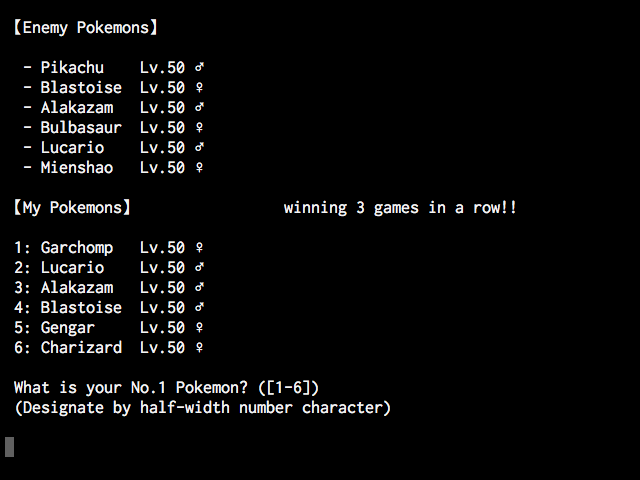 【Enemy Pokemons】
- Pikachu Lv.50 ♂
- Blastoise Lv.50 ♀
- Alakazam Lv.50 ♂
- Bulbasaur Lv.50 ♀
- Lucario Lv.50 ♂
- Mienshao Lv.50 ♀
【My Pokemons】 winning 3 games in a row!!
1: Garchomp Lv.50 ♀
2: Lucario Lv.50 ♂
3: Alakazam Lv.50 ♂
4: Blastoise Lv.50 ♂
5: Gengar Lv.50 ♀
6: Charizard Lv.50 ♀
What is your No.1 Pokemon? ([1-6])
(Designate by half-width number character)